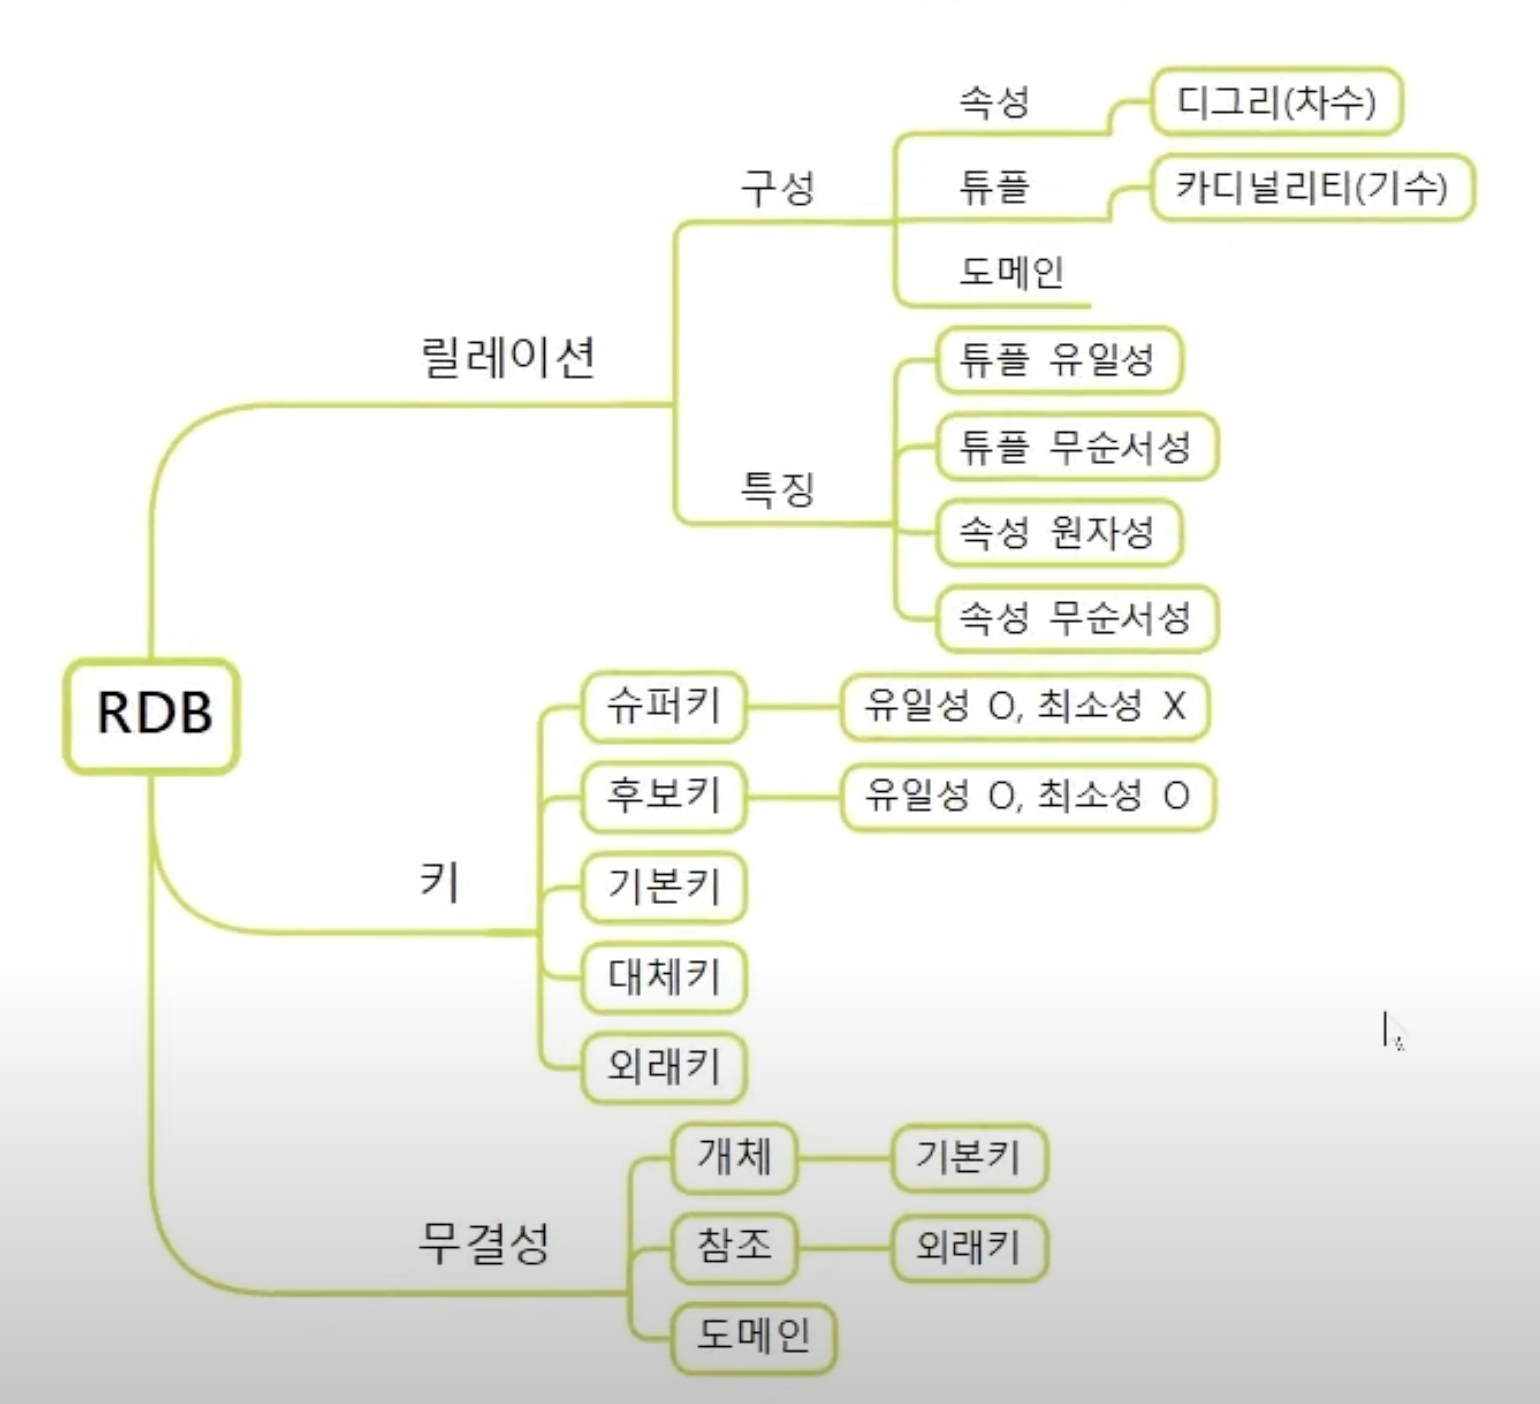 속성
디그리(차수)
구성
튜플
카디널리티(기수)
도메인
릴레이션
튜플 유일성
튜플 무순서성
특징
속성 원자성
속성 무순서성
RDB
슈퍼키
유일성 O, 최소성 X
후보키
유일성 O, 최소성 O
키
기본키
대체키
외래키
개체
기본키
무결성
참조
외래키
도메인